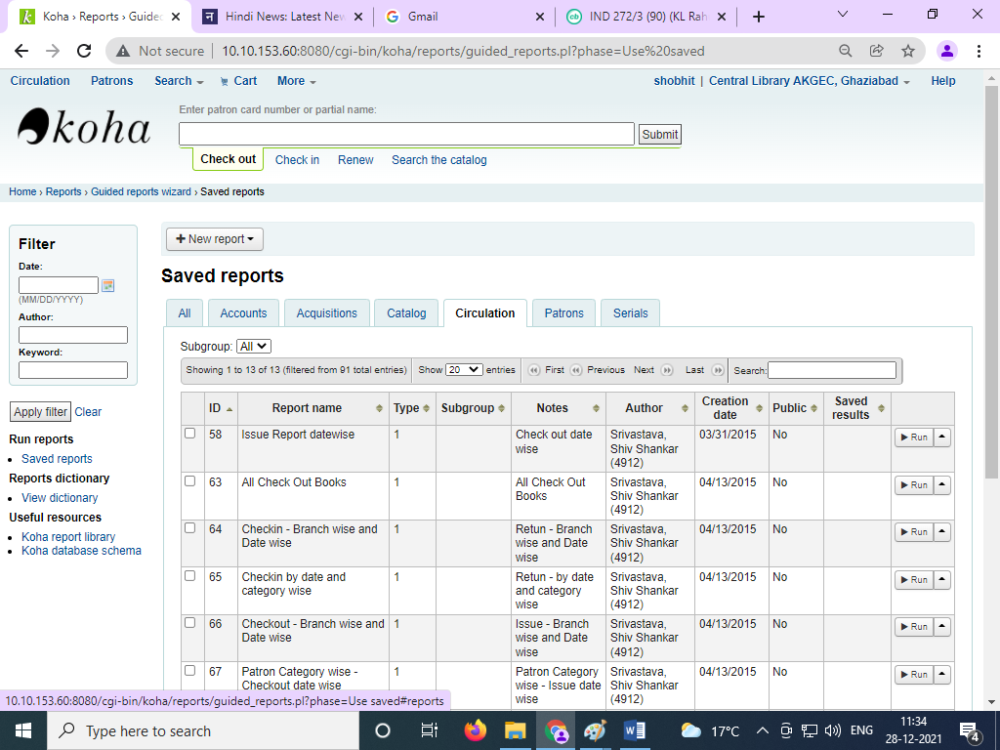 Koha › Reports › Guide
Hindi News: Latest New
Gmail
IND 272/3 (90) (KL Rah
Not secure
10.10.153.60:8080/cgi-bin/koha/reports/guided_reports.pl?phase=Use%20saved
Circulation
Patrons
Search
Cart
More
shobhit | Central Library AKGEC, Ghaziabad
Help
koha
Enter patron card number or partial name:
Submit
Check out
Check in
Renew
Search the catalog
Home › Reports › Guided reports wizard › Saved reports
Filter
Date:
(MM/DD/YYYY)
Author:
Keyword:
Apply filter Clear
Run reports
Saved reports
Reports dictionary
View dictionary
Useful resources
Koha report library
Koha database schema
+ New report
Saved reports
All
Accounts
Acquisitions
Catalog
Circulation
Patrons
Serials
Subgroup: All
Showing 1 to 13 of 13 (filtered from 91 total entries)
Show 20 entries
First
Previous
Next
Last
Search:
ID
Report name
Type
Subgroup
Notes
Author
Creation
date
Public
Saved
results
58
Issue Report datewise
1
Check out date
wise
Srivastava,
Shiv Shankar
(4912)
03/31/2015
No
Run
63
All Check Out Books
1
All Check Out
Books
Srivastava,
Shiv Shankar
(4912)
04/13/2015
No
Run
64
Checkin - Branch wise and
Date wise
1
Retun - Branch
wise and Date
wise
Srivastava,
Shiv Shankar
(4912)
04/13/2015
No
Run
65
Checkin by date and
category wise
1
Retun - by date
and category
wise
Srivastava,
Shiv Shankar
(4912)
04/13/2015
No
Run
66
Checkout - Branch wise and
Date wise
1
Issue - Branch
wise and Date
wise
Srivastava,
Shiv Shankar
(4912)
04/13/2015
No
Run
67
Patron Category wise -
Checkout date wise
1
Patron Category
wise - Issue date
wise
Srivastava,
Shiv Shankar
(4912)
04/13/2015
No
Run
10.10.153.60:8080/cgi-bin/koha/reports/guided_reports.pl?phase=Use saved#reports
Type here to search
17°C
ENG
11:34
28-12-2021
4